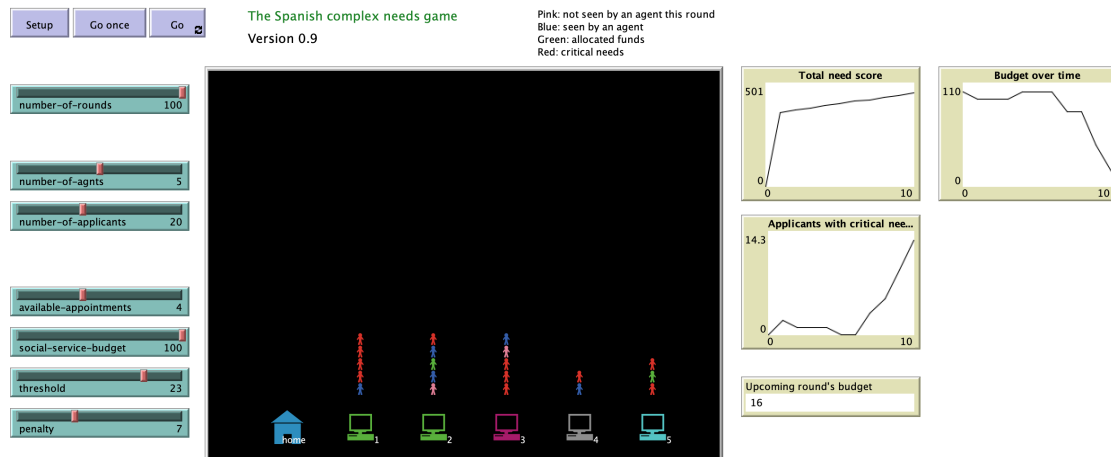 Setup
Go once
Go
The Spanish complex needs game
Version 0.9
Pink: not seen by an agent this round
Blue: seen by an agent
Green: allocated funds
Red: critical needs
number-of-rounds 100
number-of-agnts 5
number-of-applicants 20
available-appointments 4
social-service-budget 100
threshold 23
penalty 7
home
1
2
3
4
5
Total need score
501
0
0 10
Budget over time
110
0
0 10
Applicants with critical nee...
14.3
0
0 10
Upcoming round's budget
16